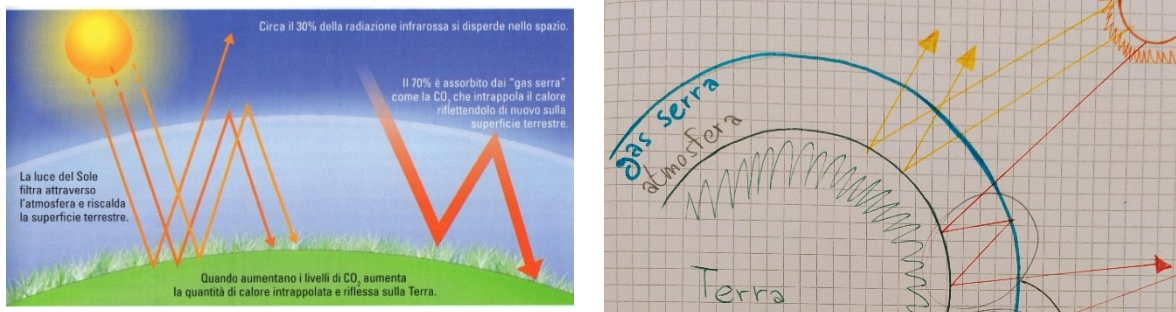 Circa il 30% della radiazione infrarossa si disperde nello spazio.
Il 70% è assorbito dai "gas serra"
come la CO₂ che intrappola il calore
riflettendolo di nuovo sulla
superficie terrestre.
La luce del Sole
filtra attraverso
l'atmosfera e riscalda
la superficie terrestre.
Quando aumentano i livelli di CO₂ aumenta
la quantità di calore intrappolata e riflessa sulla Terra.
gas serra
atmosfera
Terra